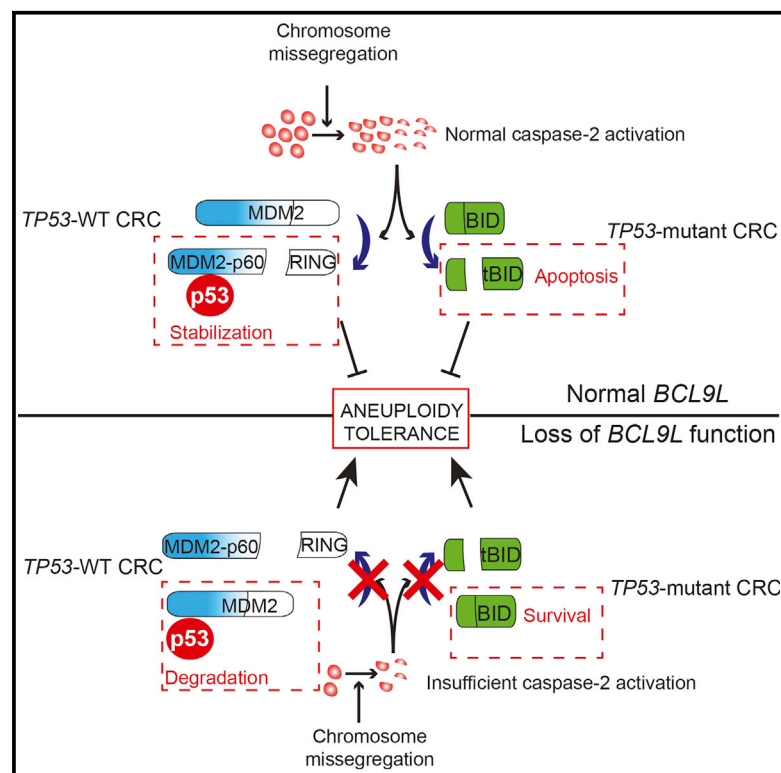 Chromosome
missegregation
Normal caspase-2 activation
TP53-WT CRC
MDM2
BID
TP53-mutant CRC
MDM2-p60
RING
tBID
Apoptosis
p53
Stabilization
ANEUPLOIDY
TOLERANCE
Normal BCL9L
Loss of BCL9L function
MDM2-p60
RING
tBID
TP53-WT CRC
TP53-mutant CRC
MDM2
BID
Survival
p53
Degradation
Insufficient caspase-2 activation
Chromosome
missegregation